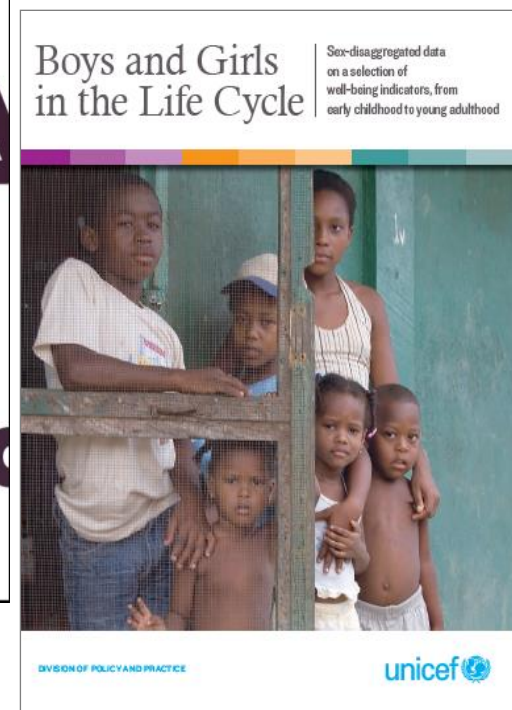 Boys and Girls
in the Life Cycle
Sex-disaggregated data
on a selection of
well-being indicators, from
early childhood to young adulthood
DIVISION OF POLICY AND PRACTICE
unicef